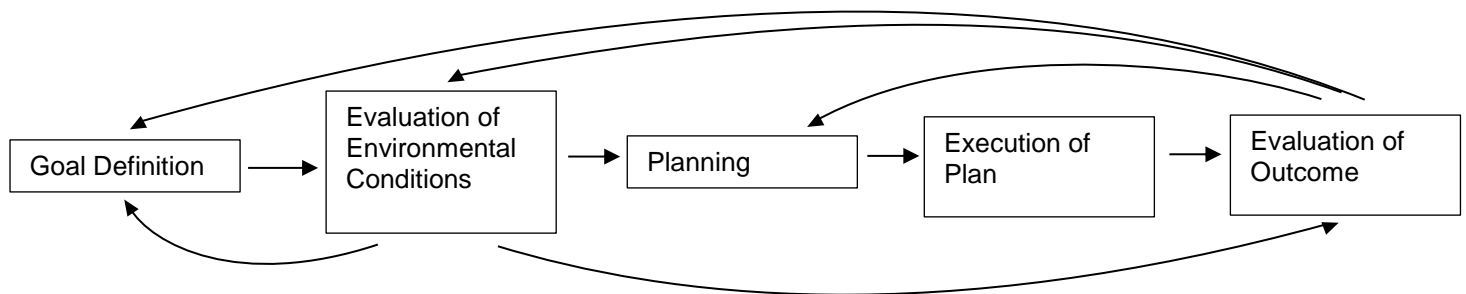 Goal Definition
Evaluation of
Environmental
Conditions
Planning
Execution of
Plan
Evaluation of
Outcome